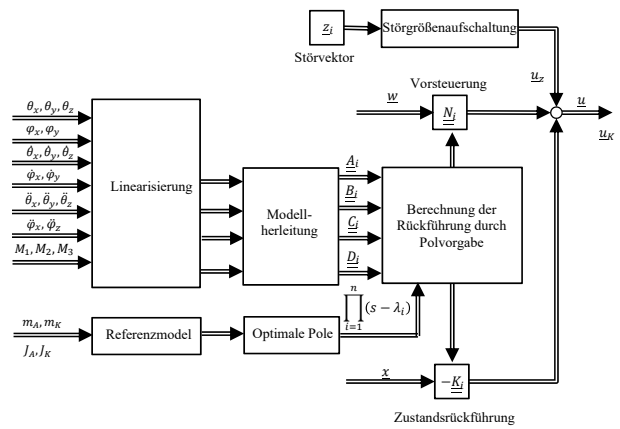 z_i
Störgrößenaufschaltung
Störvektor
u_z
Vorsteuerung
w
N_i
u
u_K
θ_x, θ_y, θ_z
φ_x, φ_y
θ̇_x, θ̇_y, θ̇_z
φ̇_x, φ̇_y
θ̈_x, θ̈_y, θ̈_z
φ̈_x, φ̈_z
M_1, M_2, M_3
Linearisierung
Modell-
herleitung
A_i
B_i
C_i
D_i
Berechnung der
Rückführung durch
Polvorgabe
∏_{i=1}^{n} (s − λ_i)
m_A, m_K
J_A, J_K
Referenzmodel
Optimale Pole
x
−K_i
Zustandsrückführung